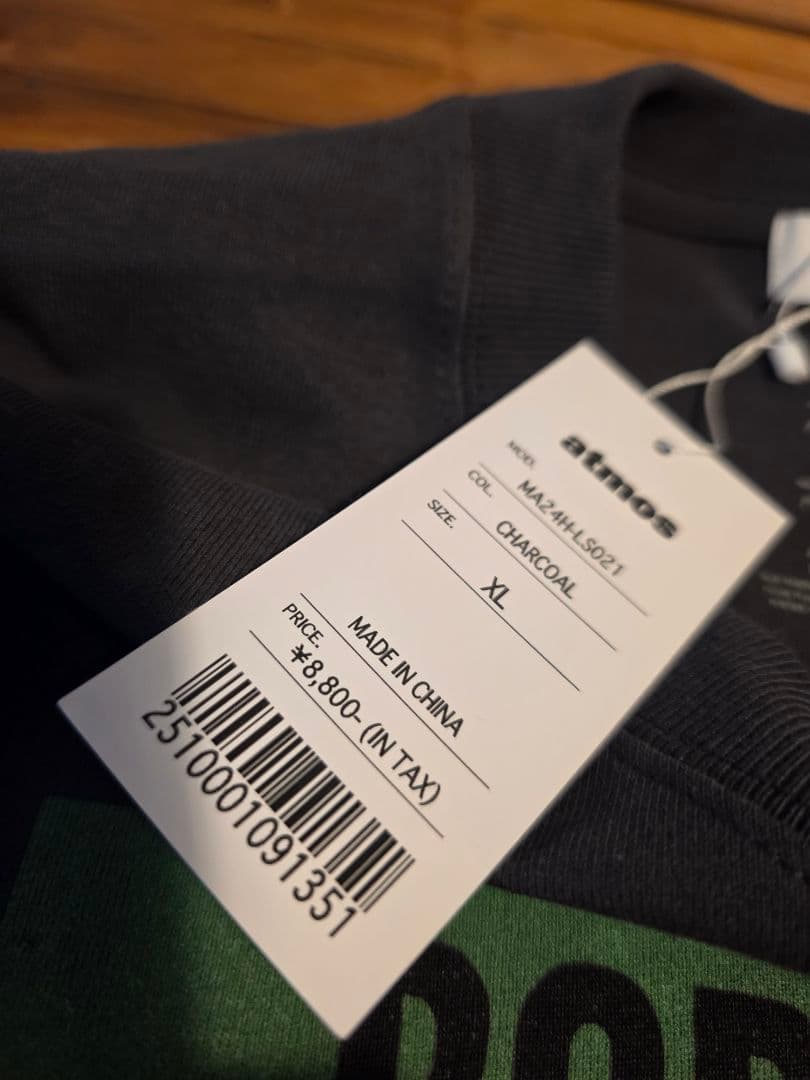 atmos
MODEL. MA24H-LS021
COL. CHARCOAL
SIZE. XL
MADE IN CHINA
PRICE. ¥8,800- (IN TAX)
2510001091351